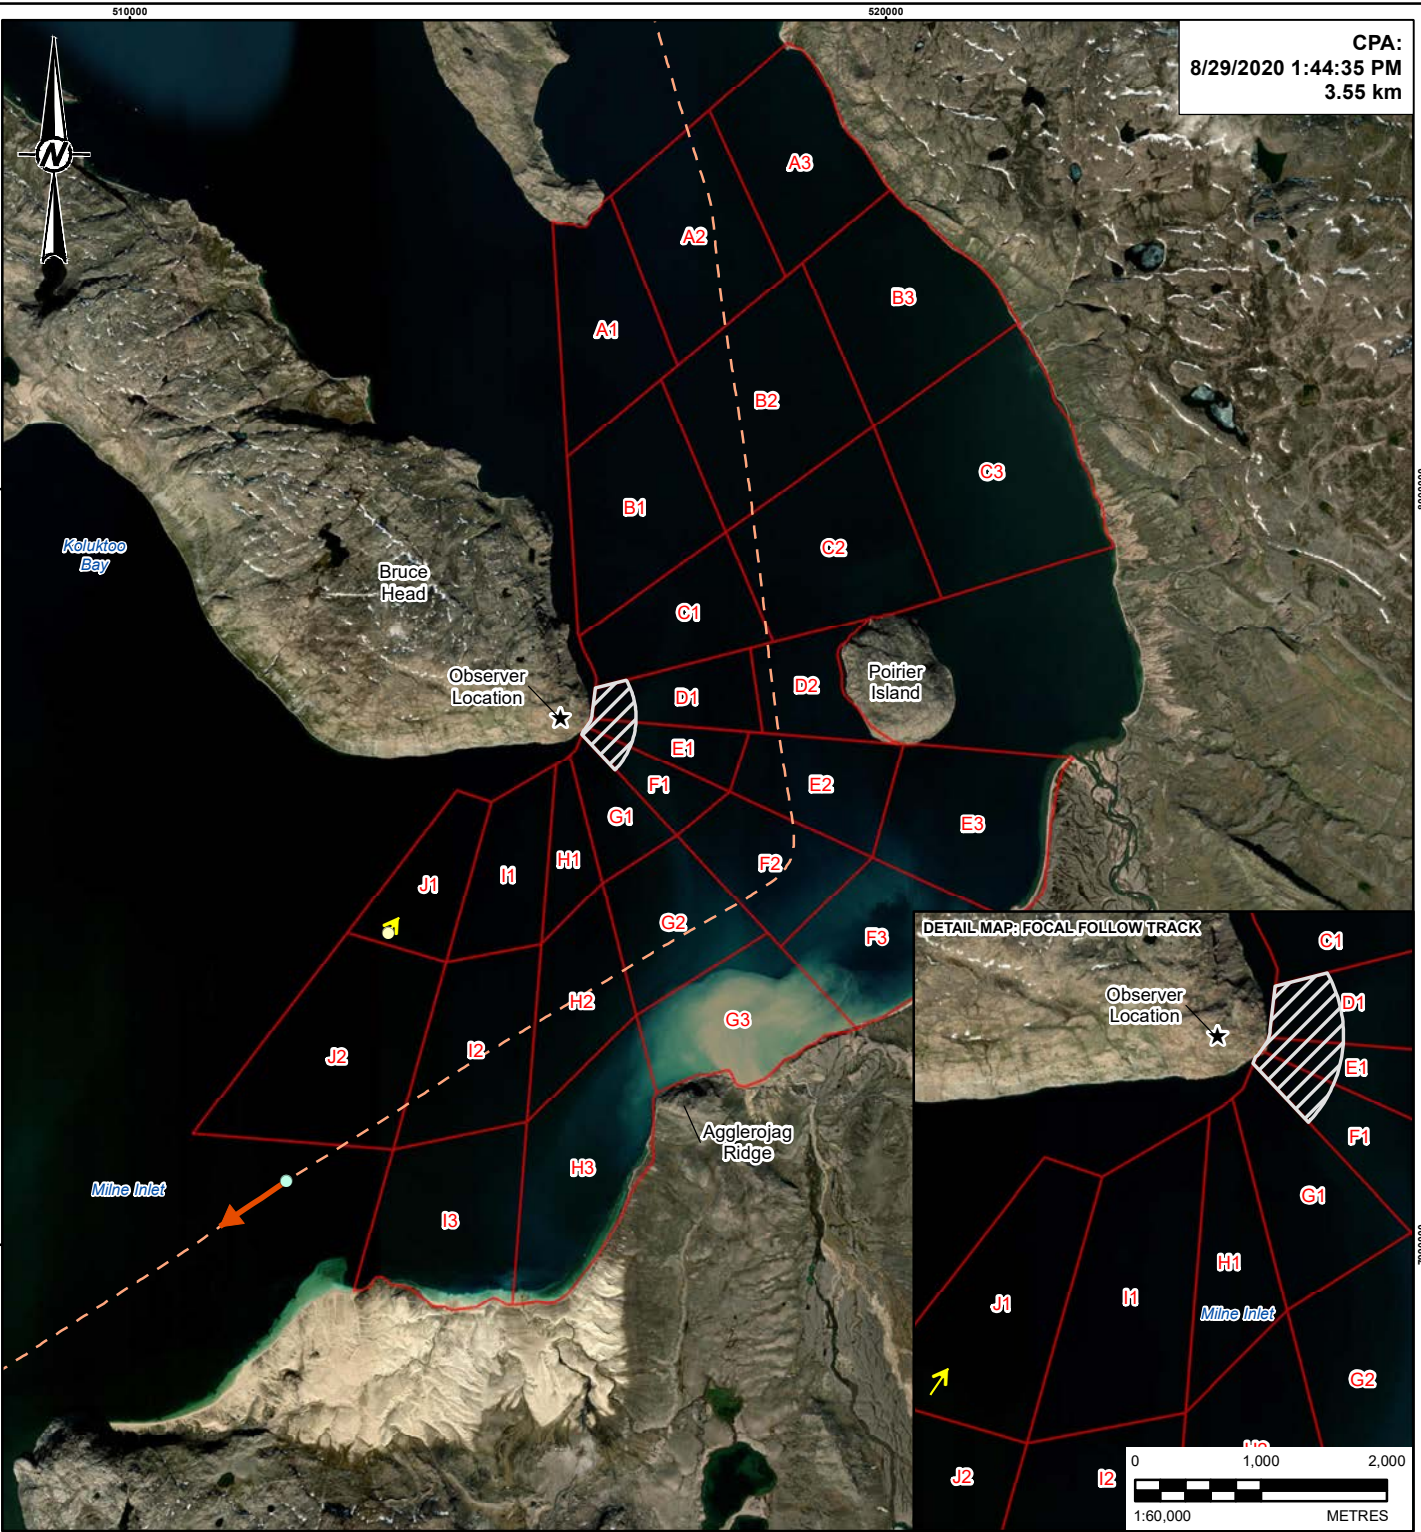 510000
520000
CPA:
8/29/2020 1:44:35 PM
3.55 km
N
A3
A2
B3
A1
B2
C3
B1
C2
Koluktoo
Bay
Bruce
Head
C1
Observer
Location
Poirier
Island
D2
D1
E1
F1
E2
G1
E3
H1
F2
I1
J1
G2
F3
H2
G3
I2
J2
Agglerojag
Ridge
H3
Milne Inlet
I3
DETAIL MAP: FOCAL FOLLOW TRACK
C1
Observer
Location
D1
E1
F1
G1
H1
I1
J1
Milne Inlet
G2
J2
I2
0 1,000 2,000
1:60,000 METRES